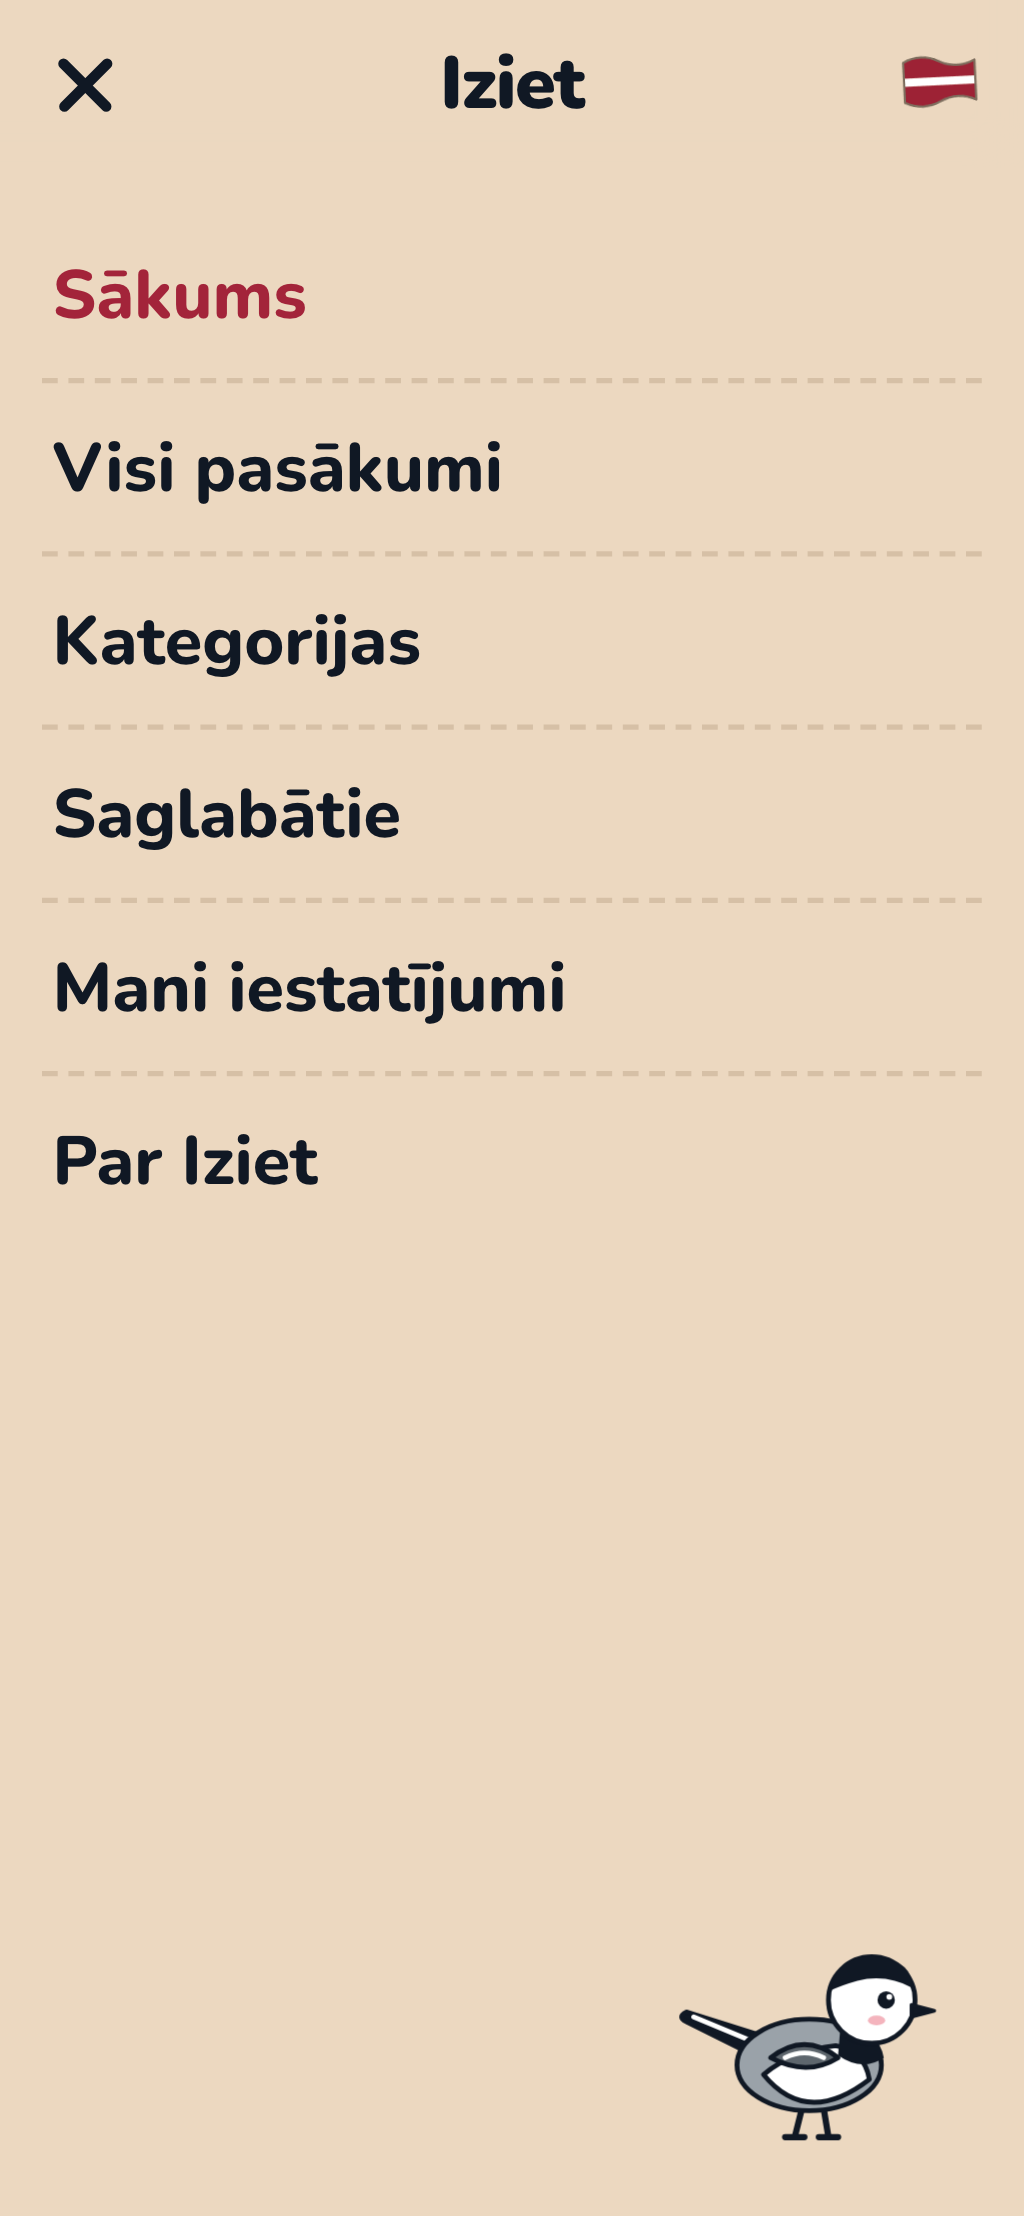 Iziet
Sākums
Visi pasākumi
Kategorijas
Saglabātie
Mani iestatījumi
Par Iziet